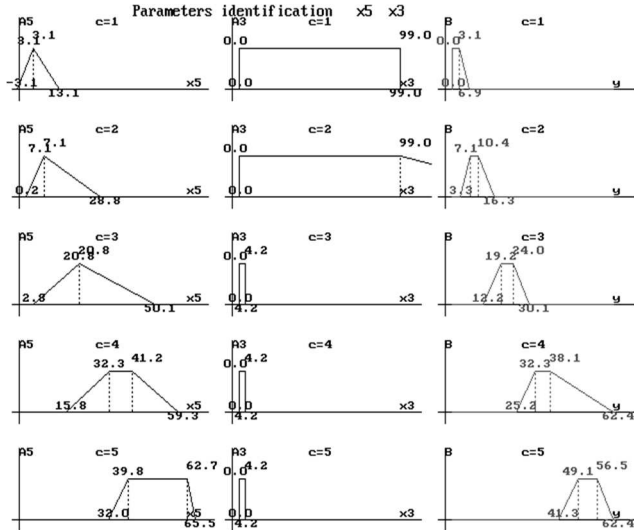 Parameters identification x5 x3
A5 c=1 A3 c=1 B c=1
3.1 3.1 0.0 99.0 0.0 3.1
-3.1 13.1 x5 0.0 99.0 x3 0.0 6.9 y
A5 c=2 A3 c=2 B c=2
7.1 7.1 0.0 99.0 7.1 10.4
0.2 28.8 x5 0.0 x3 3.3 16.3 y
A5 c=3 A3 c=3 B c=3
20.8 20.8 0.0 4.2 19.2 24.0
2.8 50.1 x5 0.0 4.2 x3 12.2 30.1 y
A5 c=4 A3 c=4 B c=4
32.3 41.2 0.0 4.2 32.3 38.1
15.8 59.3 x5 0.0 4.2 x3 25.2 62.4 y
A5 c=5 A3 c=5 B c=5
39.8 62.7 0.0 4.2 49.1 56.5
32.0 65.5 x5 0.0 4.2 x3 41.3 62.4 y